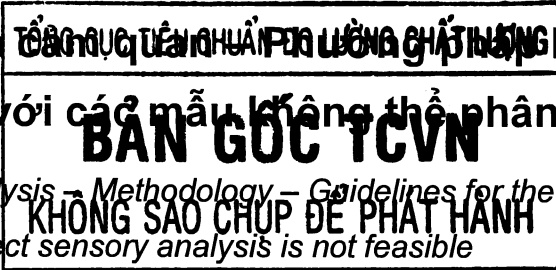 cảm quan – Phương pháp
TỔNG CỤC TIÊU CHUẨN ĐO LƯỜNG CHẤT LƯỢNG
với các mẫu không thể phân
BẢN GỐC TCVN
ysis – Methodology – Guidelines for the
KHÔNG SAO CHỤP ĐỂ PHÁT HÀNH
ect sensory analysis is not feasible